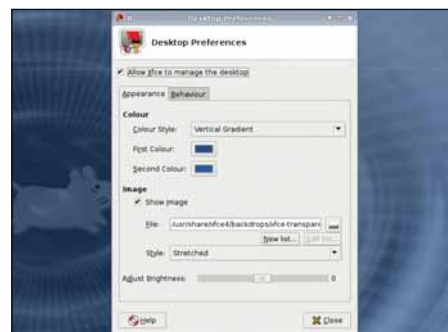 Desktop Preferences
Desktop Preferences
Allow Xfce to manage the desktop
Appearance Behaviour
Colour
Colour Style: Vertical Gradient
First Colour:
Second Colour:
Image
Show Image
File: /usr/share/xfce4/backdrops/xfce-transpare
New list... Edit list...
Style: Stretched
Adjust Brightness: 0
Help Close